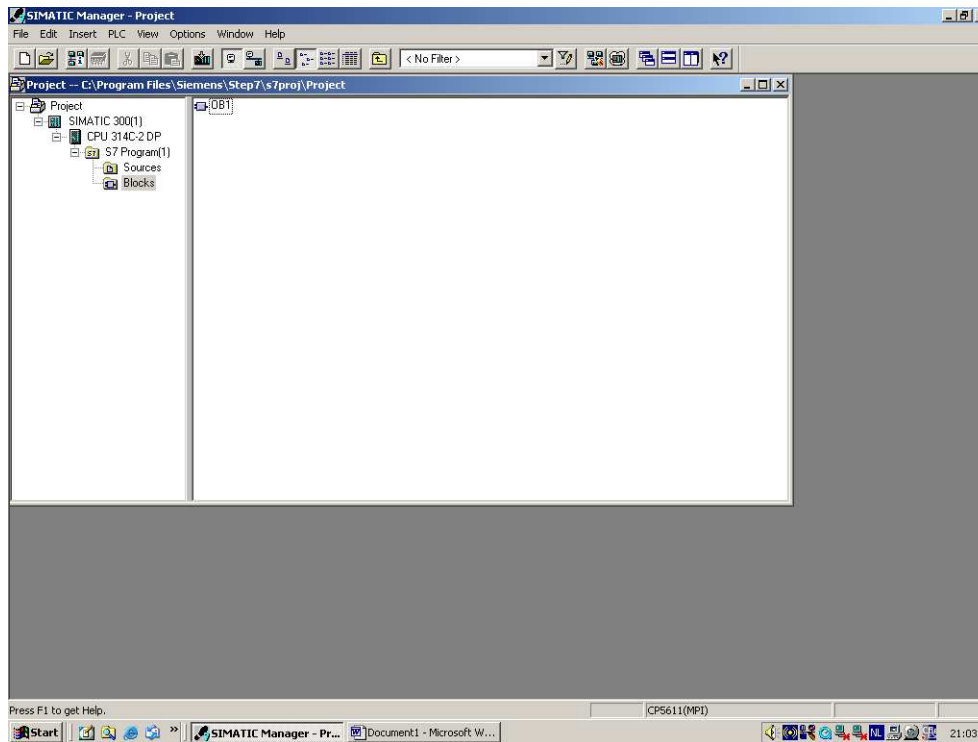 SIMATIC Manager - Project
File Edit Insert PLC View Options Window Help
< No Filter >
Project -- C:\Program Files\Siemens\Step7\s7proj\Project
Project
SIMATIC 300(1)
CPU 314C-2 DP
S7 Program(1)
Sources
Blocks
OB1
Press F1 to get Help.
CP5611(MPI)
Start
SIMATIC Manager - Pr...
Document1 - Microsoft W...
NL